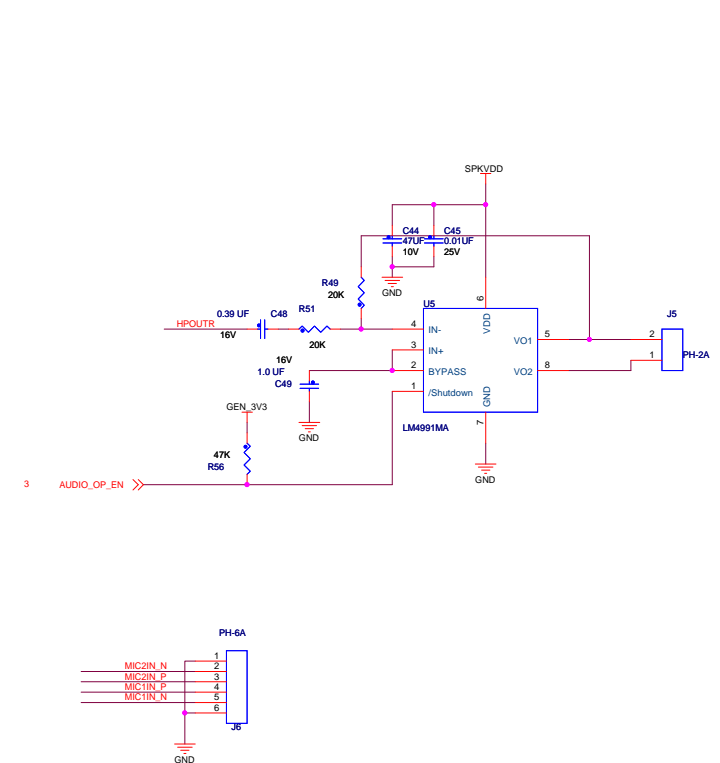 SPKVDD
C44 C45
47UF 0.01UF
10V 25V
R49
20K
GND
U5
6
0.39 UF C48 R51
J5
HPOUTR
16V
20K
4 IN- VDD
VO1 5
2
3 IN+
1 PH-2A
16V
1.0 UF
C49
2 BYPASS
VO2 8
1 /Shutdown
GND
GEN_3V3
7
LM4991MA
GND
47K
R56
GND
3 AUDIO_OP_EN
PH-6A
1
MIC2IN_N 2
MIC2IN_P 3
MIC1IN_P 4
MIC1IN_N 5
6
J6
GND